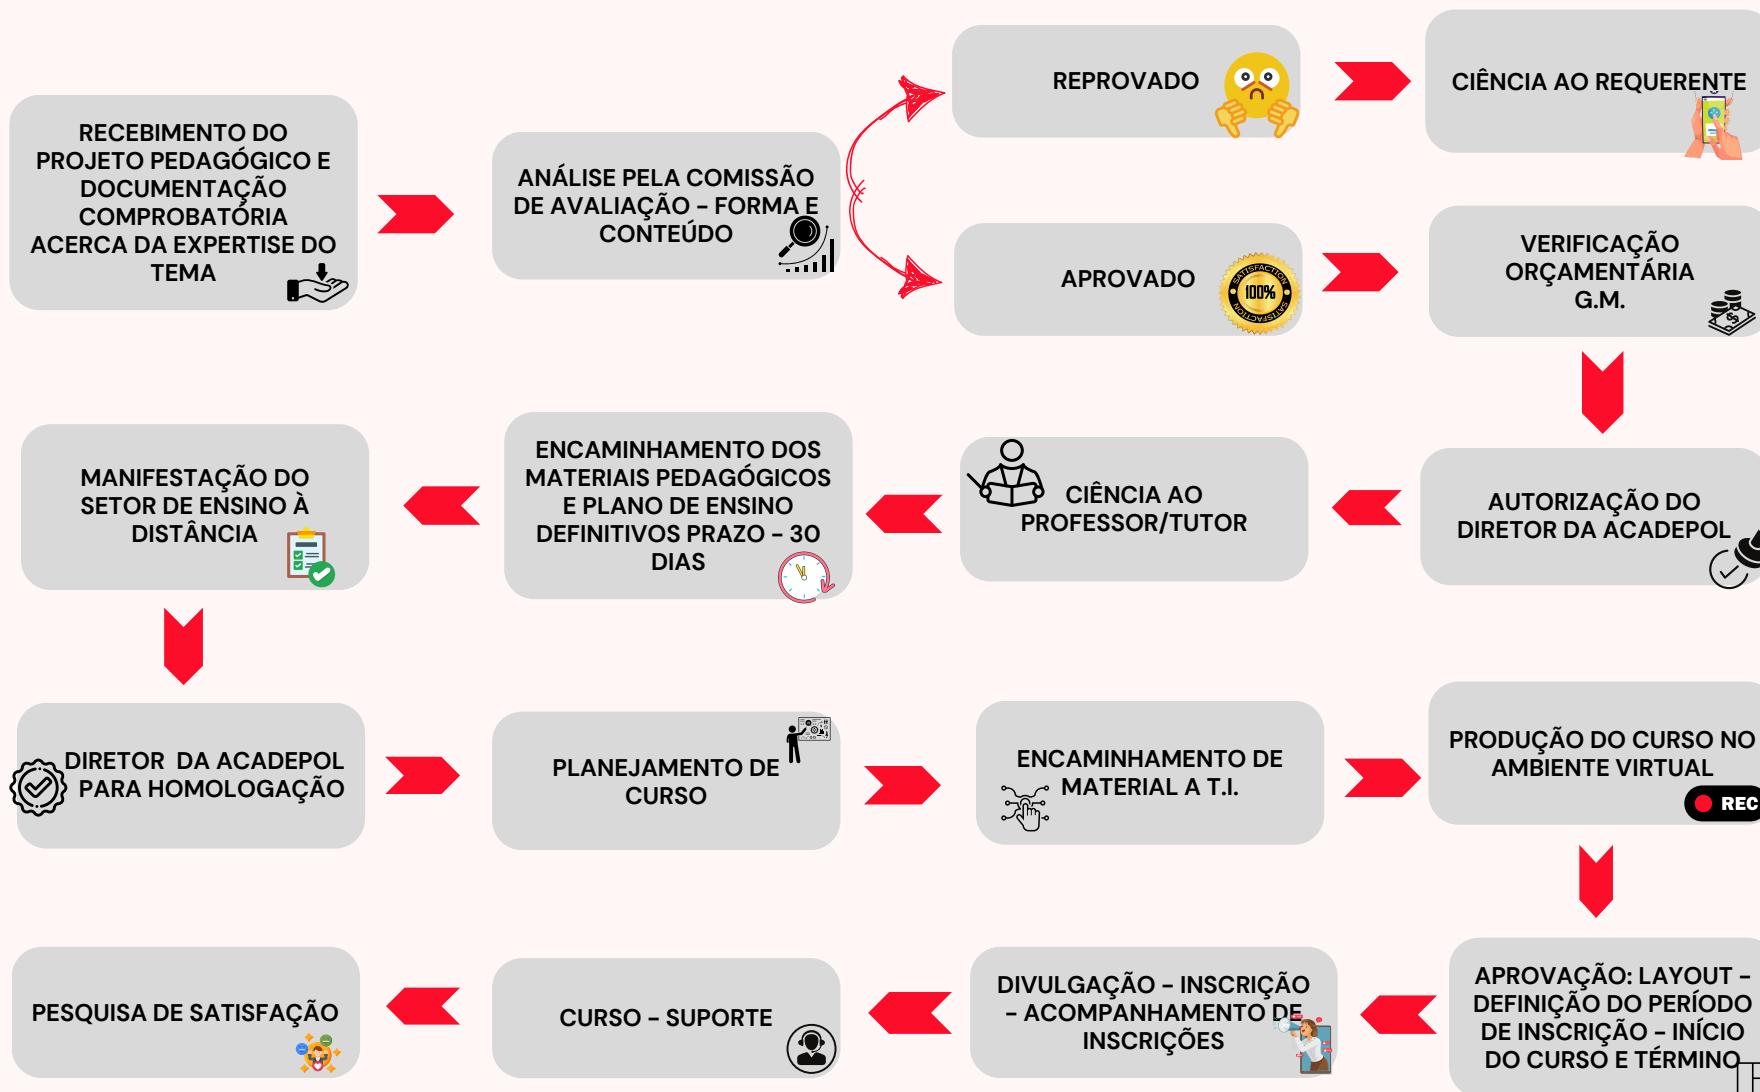 RECEBIMENTO DO
PROJETO PEDAGÓGICO E
DOCUMENTAÇÃO
COMPROBATÓRIA
ACERCA DA EXPERTISE DO
TEMA
ANÁLISE PELA COMISSÃO
DE AVALIAÇÃO – FORMA E
CONTEÚDO
REPROVADO
CIÊNCIA AO REQUERENTE
APROVADO
SATISFACTION
100%
SATISFACTION
VERIFICAÇÃO
ORÇAMENTÁRIA
G.M.
AUTORIZAÇÃO DO
DIRETOR DA ACADEPOL
CIÊNCIA AO
PROFESSOR/TUTOR
ENCAMINHAMENTO DOS
MATERIAIS PEDAGÓGICOS
E PLANO DE ENSINO
DEFINITIVOS PRAZO – 30
DIAS
MANIFESTAÇÃO DO
SETOR DE ENSINO À
DISTÂNCIA
DIRETOR DA ACADEPOL
PARA HOMOLOGAÇÃO
PLANEJAMENTO DE
CURSO
ENCAMINHAMENTO DE
MATERIAL A T.I.
PRODUÇÃO DO CURSO NO
AMBIENTE VIRTUAL
REC
APROVAÇÃO: LAYOUT –
DEFINIÇÃO DO PERÍODO
DE INSCRIÇÃO – INÍCIO
DO CURSO E TÉRMINO
DIVULGAÇÃO – INSCRIÇÃO
– ACOMPANHAMENTO DE
INSCRIÇÕES
CURSO – SUPORTE
PESQUISA DE SATISFAÇÃO